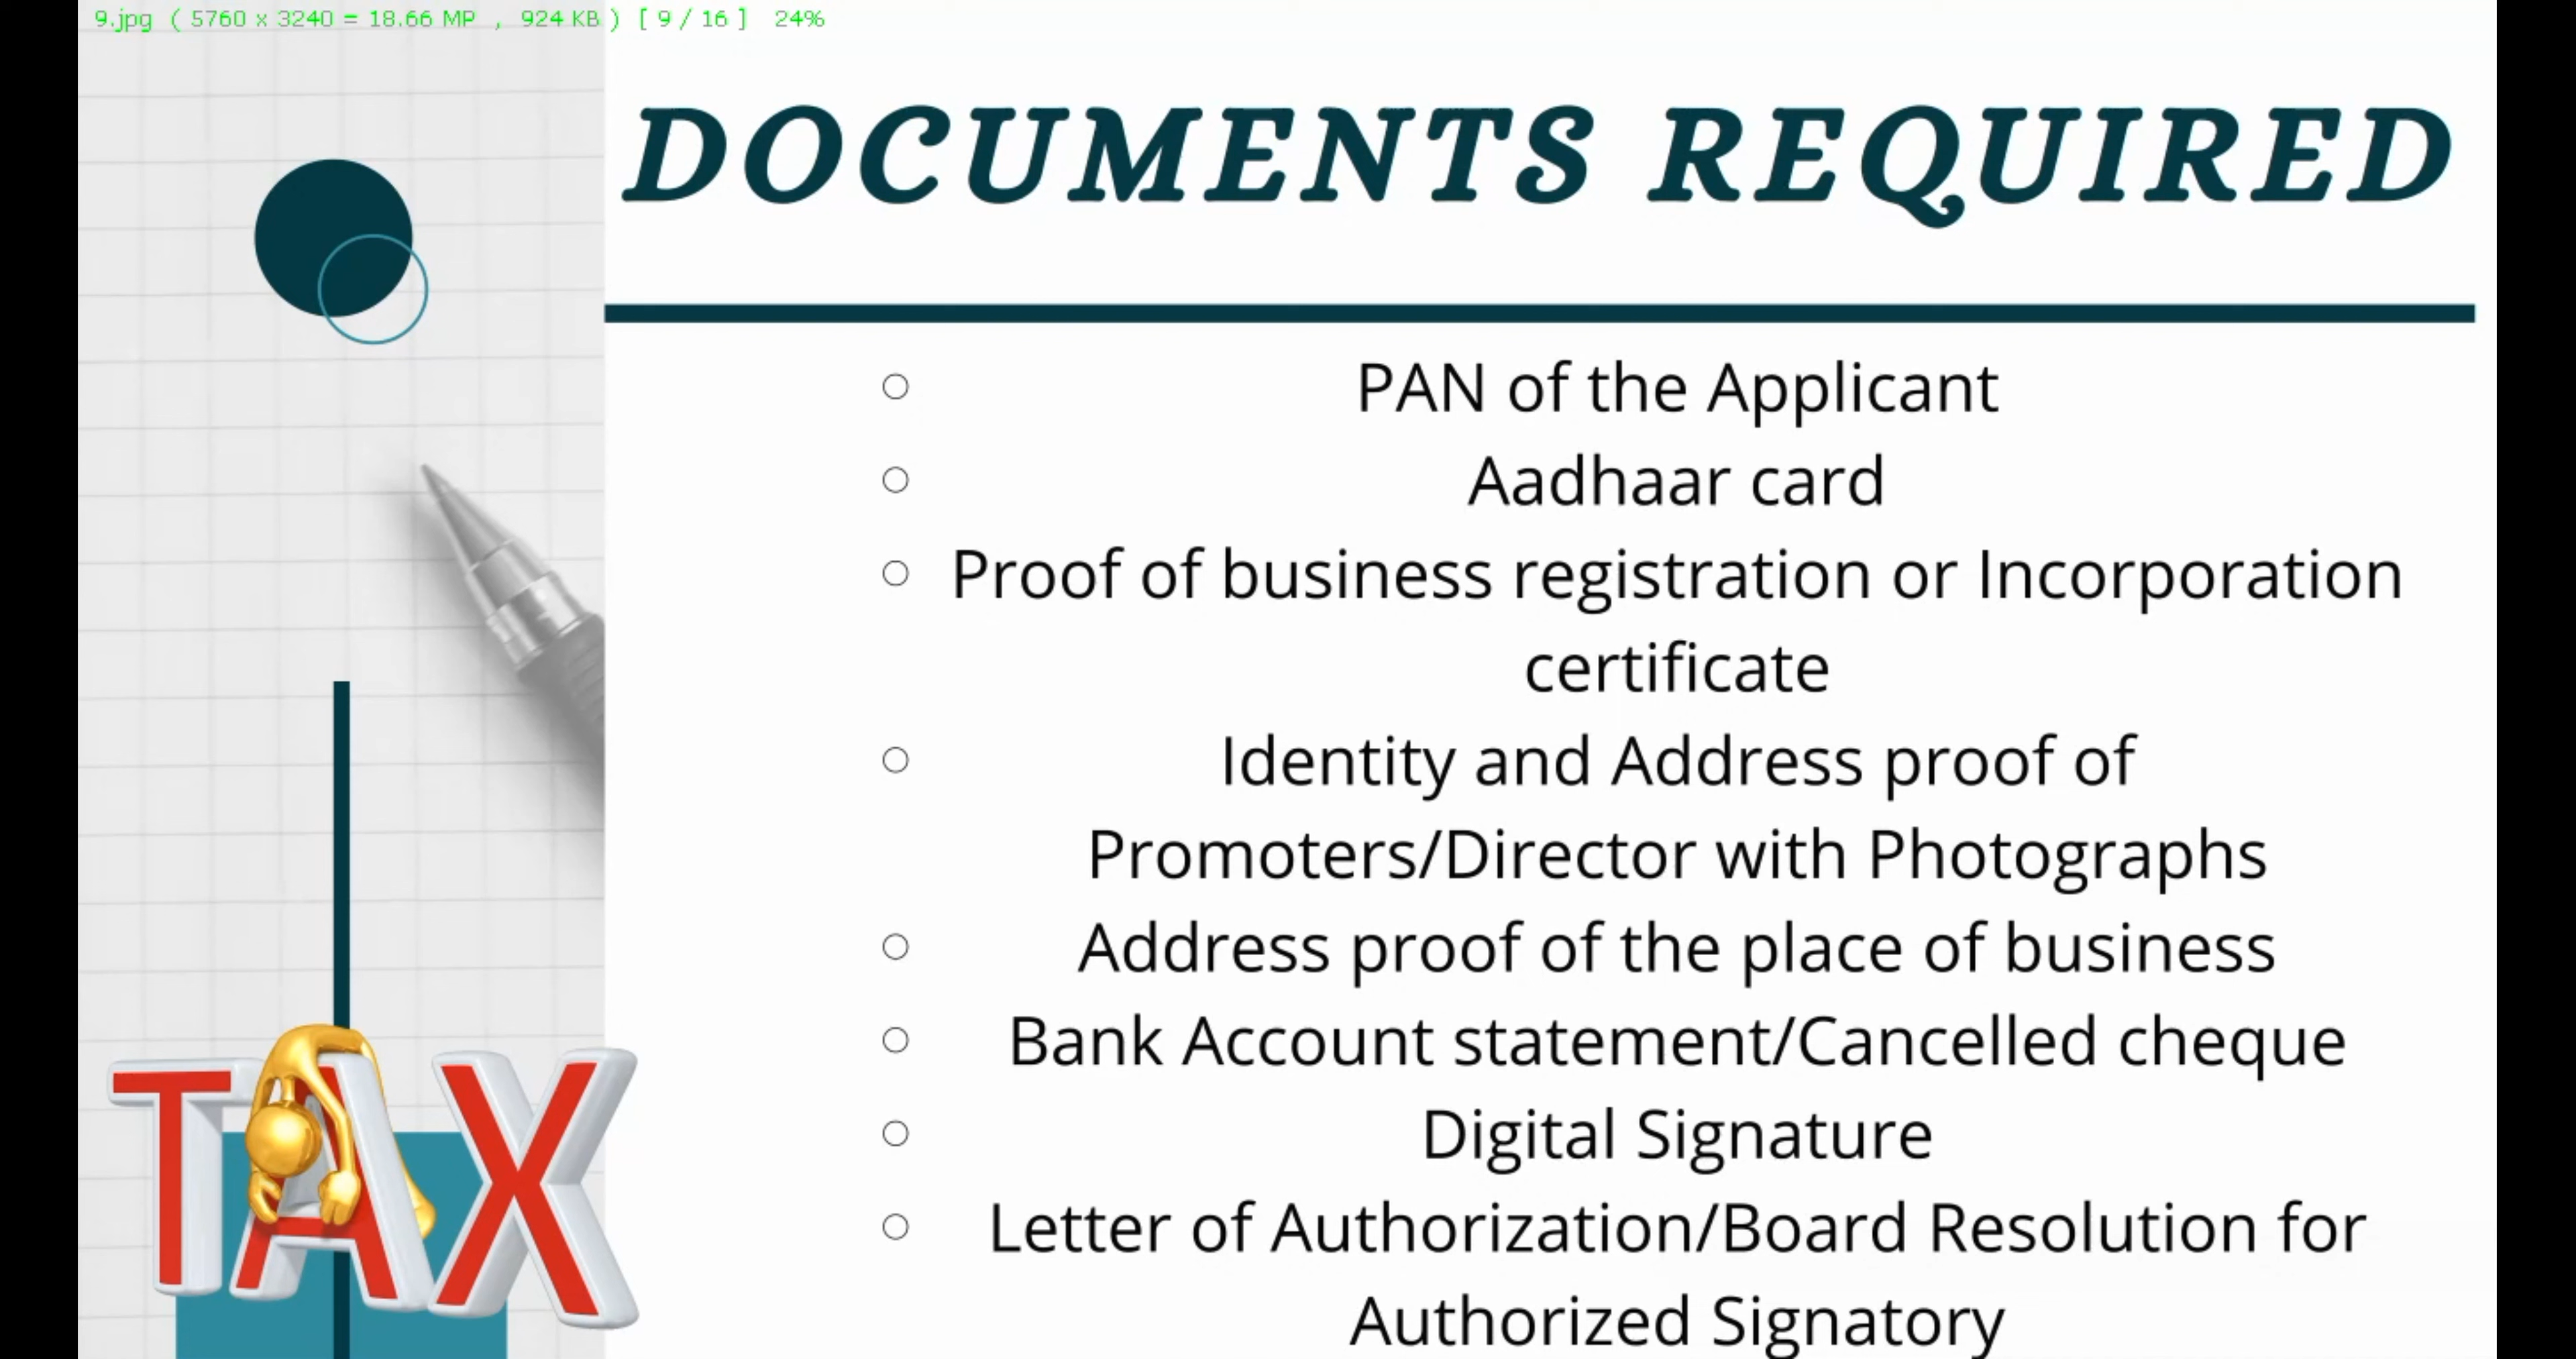 9.jpg ( 5760 x 3240 = 18.66 MP , 924 KB ) [ 9 / 16 ] 24%
DOCUMENTS REQUIRED
PAN of the Applicant
Aadhaar card
Proof of business registration or Incorporation
certificate
Identity and Address proof of
Promoters/Director with Photographs
Address proof of the place of business
Bank Account statement/Cancelled cheque
Digital Signature
Letter of Authorization/Board Resolution for
Authorized Signatory
TAX